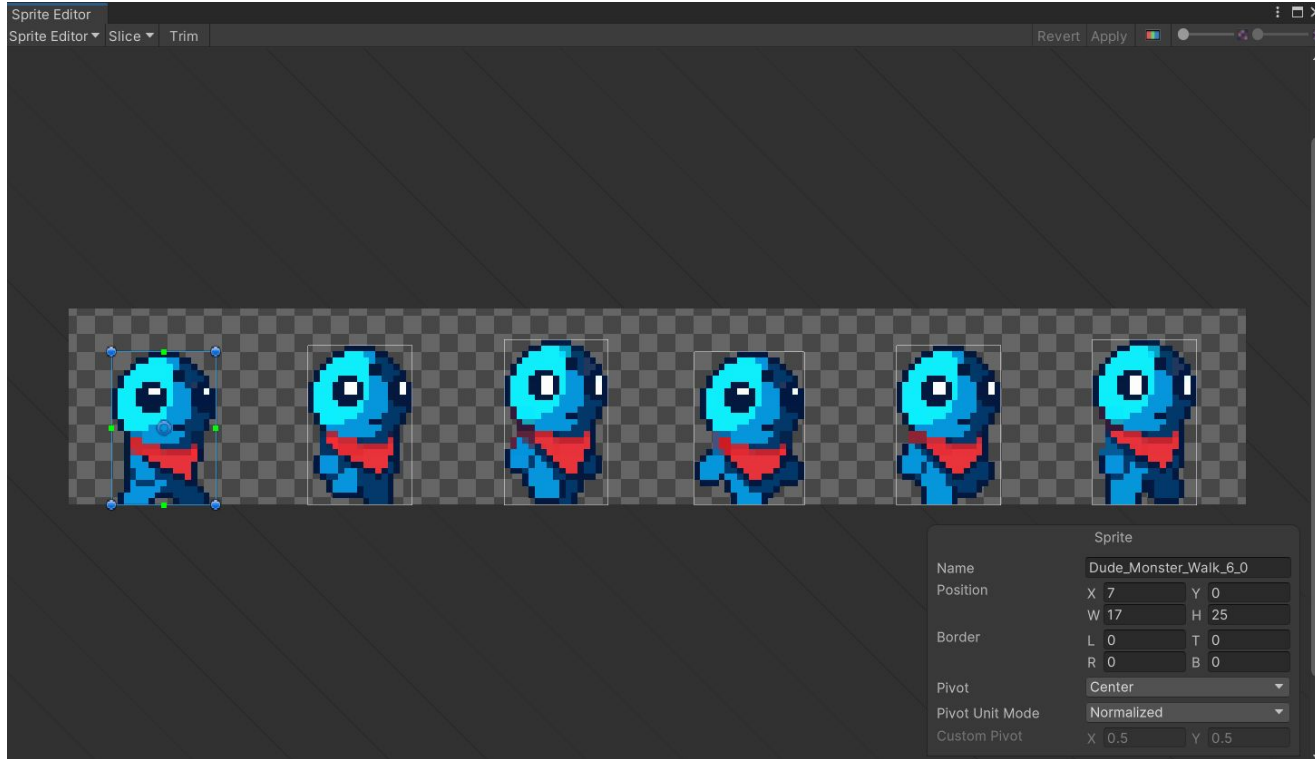 Sprite Editor
Sprite Editor Slice Trim Revert Apply
Sprite
Name Dude_Monster_Walk_6_0
Position X 7 Y 0
W 17 H 25
Border L 0 T 0
R 0 B 0
Pivot Center
Pivot Unit Mode Normalized
Custom Pivot X 0.5 Y 0.5